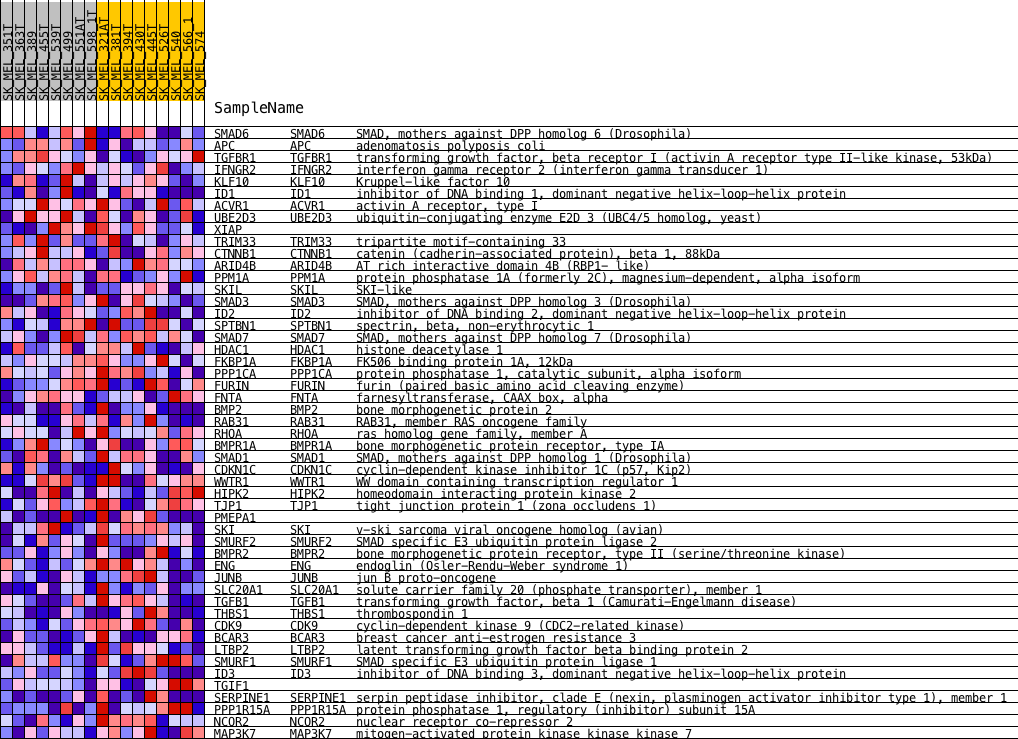 SK_MEL_351T
SK_MEL_363T
SK_MEL_389
SK_MEL_455T
SK_MEL_539T
SK_MEL_499
SK_MEL_551AT
SK_MEL_598_1T
SK_MEL_321AT
SK_MEL_381T
SK_MEL_394T
SK_MEL_430T
SK_MEL_445T
SK_MEL_526T
SK_MEL_540
SK_MEL_566_1
SK_MEL_574
SampleName
SMAD6 SMAD6 SMAD, mothers against DPP homolog 6 (Drosophila)
APC APC adenomatosis polyposis coli
TGFBR1 TGFBR1 transforming growth factor, beta receptor I (activin A receptor type II-like kinase, 53kDa)
IFNGR2 IFNGR2 interferon gamma receptor 2 (interferon gamma transducer 1)
KLF10 KLF10 Kruppel-like factor 10
ID1 ID1 inhibitor of DNA binding 1, dominant negative helix-loop-helix protein
ACVR1 ACVR1 activin A receptor, type I
UBE2D3 UBE2D3 ubiquitin-conjugating enzyme E2D 3 (UBC4/5 homolog, yeast)
XIAP
TRIM33 TRIM33 tripartite motif-containing 33
CTNNB1 CTNNB1 catenin (cadherin-associated protein), beta 1, 88kDa
ARID4B ARID4B AT rich interactive domain 4B (RBP1- like)
PPM1A PPM1A protein phosphatase 1A (formerly 2C), magnesium-dependent, alpha isoform
SKIL SKIL SKI-like
SMAD3 SMAD3 SMAD, mothers against DPP homolog 3 (Drosophila)
ID2 ID2 inhibitor of DNA binding 2, dominant negative helix-loop-helix protein
SPTBN1 SPTBN1 spectrin, beta, non-erythrocytic 1
SMAD7 SMAD7 SMAD, mothers against DPP homolog 7 (Drosophila)
HDAC1 HDAC1 histone deacetylase 1
FKBP1A FKBP1A FK506 binding protein 1A, 12kDa
PPP1CA PPP1CA protein phosphatase 1, catalytic subunit, alpha isoform
FURIN FURIN furin (paired basic amino acid cleaving enzyme)
FNTA FNTA farnesyltransferase, CAAX box, alpha
BMP2 BMP2 bone morphogenetic protein 2
RAB31 RAB31 RAB31, member RAS oncogene family
RHOA RHOA ras homolog gene family, member A
BMPR1A BMPR1A bone morphogenetic protein receptor, type IA
SMAD1 SMAD1 SMAD, mothers against DPP homolog 1 (Drosophila)
CDKN1C CDKN1C cyclin-dependent kinase inhibitor 1C (p57, Kip2)
WWTR1 WWTR1 WW domain containing transcription regulator 1
HIPK2 HIPK2 homeodomain interacting protein kinase 2
TJP1 TJP1 tight junction protein 1 (zona occludens 1)
PMEPA1
SKI SKI v-ski sarcoma viral oncogene homolog (avian)
SMURF2 SMURF2 SMAD specific E3 ubiquitin protein ligase 2
BMPR2 BMPR2 bone morphogenetic protein receptor, type II (serine/threonine kinase)
ENG ENG endoglin (Osler-Rendu-Weber syndrome 1)
JUNB JUNB jun B proto-oncogene
SLC20A1 SLC20A1 solute carrier family 20 (phosphate transporter), member 1
TGFB1 TGFB1 transforming growth factor, beta 1 (Camurati-Engelmann disease)
THBS1 THBS1 thrombospondin 1
CDK9 CDK9 cyclin-dependent kinase 9 (CDC2-related kinase)
BCAR3 BCAR3 breast cancer anti-estrogen resistance 3
LTBP2 LTBP2 latent transforming growth factor beta binding protein 2
SMURF1 SMURF1 SMAD specific E3 ubiquitin protein ligase 1
ID3 ID3 inhibitor of DNA binding 3, dominant negative helix-loop-helix protein
TGIF1
SERPINE1 SERPINE1 serpin peptidase inhibitor, clade E (nexin, plasminogen activator inhibitor type 1), member 1
PPP1R15A PPP1R15A protein phosphatase 1, regulatory (inhibitor) subunit 15A
NCOR2 NCOR2 nuclear receptor co-repressor 2
MAP3K7 MAP3K7 mitogen-activated protein kinase kinase kinase 7